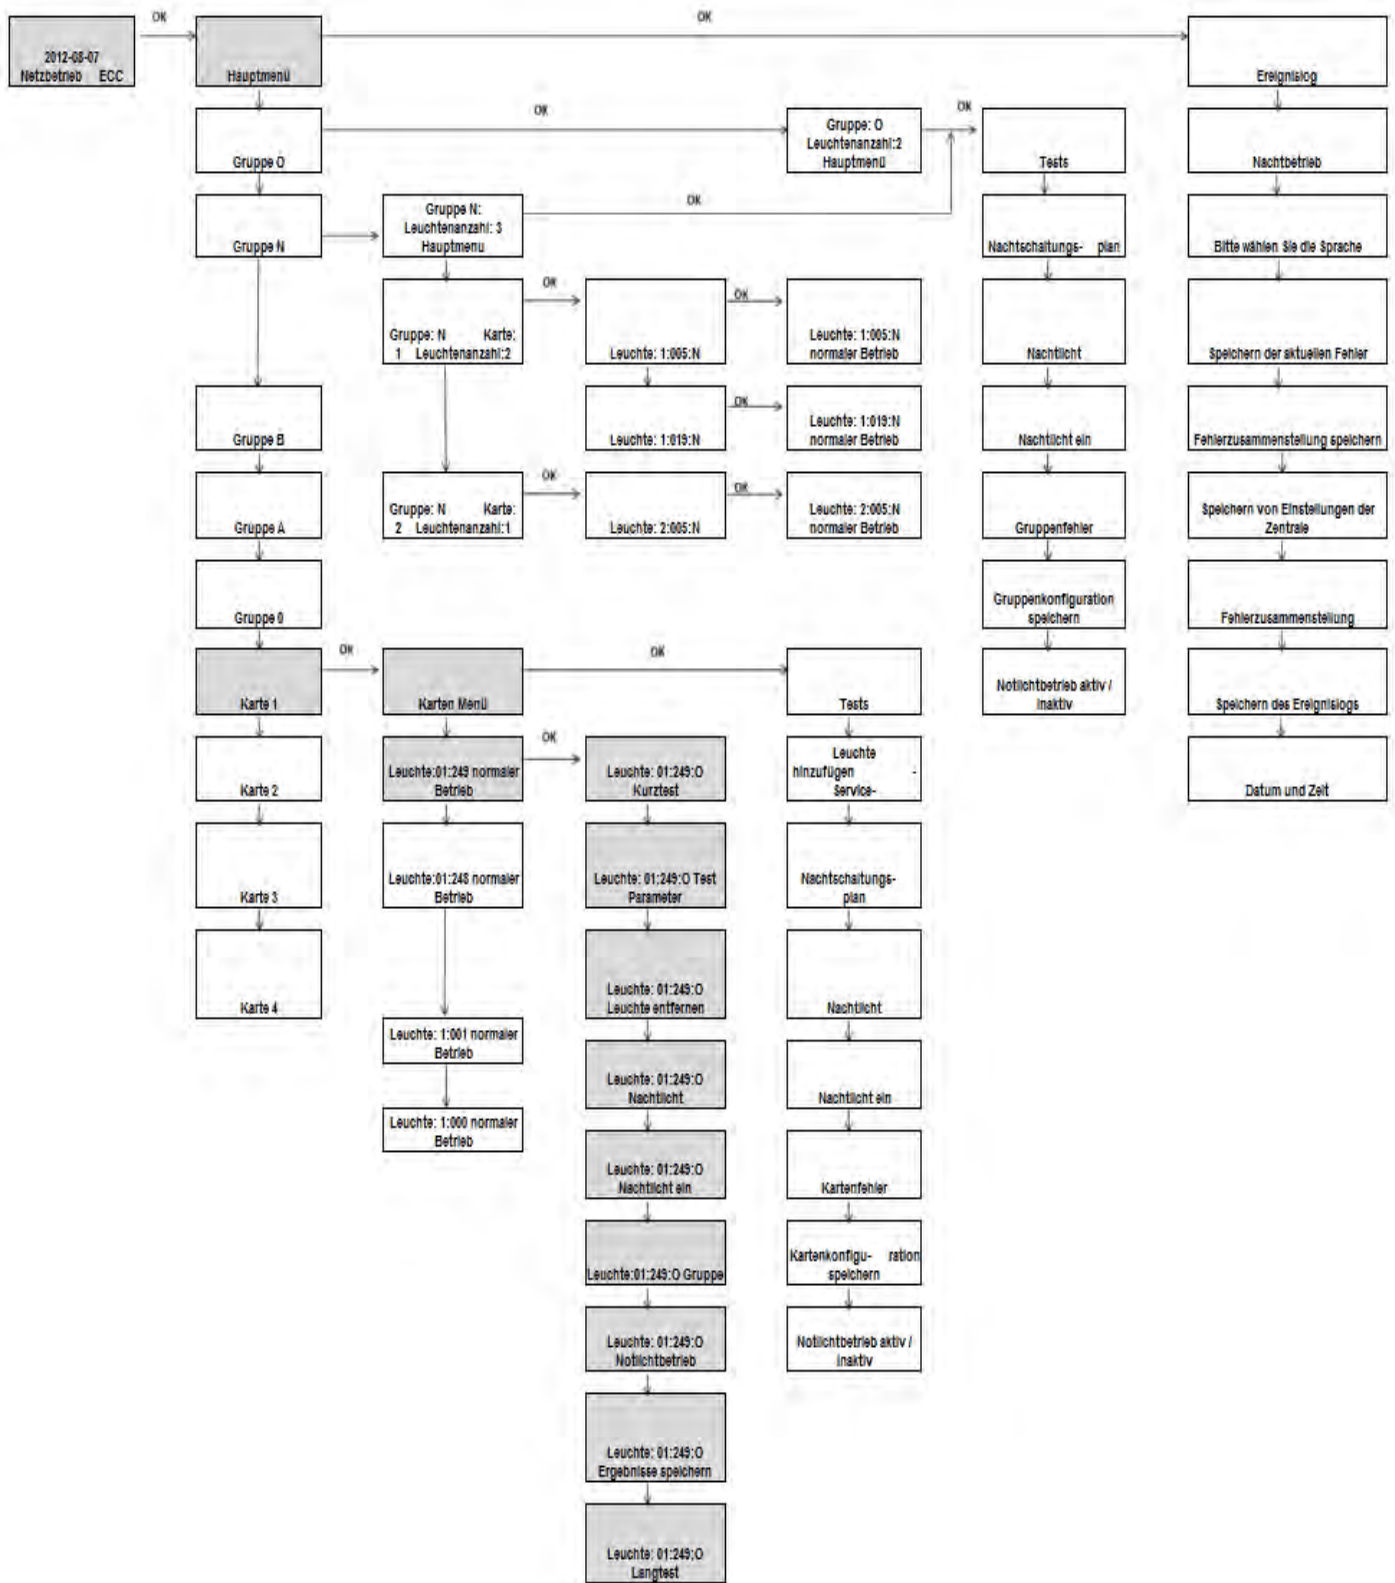 OK
OK
2012-08-07
Netzbetrieb ECC
Hauptmenü
Ereignislog
OK
OK
Gruppe O
Gruppe: O
Leuchtenanzahl:2
Hauptmenü
Tests
Nachtbetrieb
Gruppe N
Gruppe N:
Leuchtenanzahl: 3
Hauptmenu
OK
Nachtschaltungs- plan
Bitte wählen Sie die Sprache
Gruppe: N Karte:
1 Leuchtenanzahl:2
OK
Leuchte: 1:005:N
OK
Leuchte: 1:005:N
normaler Betrieb
Nachtlicht
Speichern der aktuellen Fehler
Gruppe B
Leuchte: 1:019:N
OK
Leuchte: 1:019:N
normaler Betrieb
Nachtlicht ein
Fehlerzusammenstellung speichern
Gruppe A
Gruppe: N Karte:
2 Leuchtenanzahl:1
OK
Leuchte: 2:005:N
OK
Leuchte: 2:005:N
normaler Betrieb
Gruppenfehler
Speichern von Einstellungen der
Zentrale
Gruppe 0
Gruppenkonfiguration
speichern
Fehlerzusammenstellung
OK
OK
Karte 1
Karten Menü
Tests
Notlichtbetrieb aktiv /
inaktiv
Speichern des Ereignislogs
Karte 2
Leuchte:01:249 normaler
Betrieb
OK
Leuchte: 01:249:O
Kurztest
Leuchte
hinzufügen -
Service-
Datum und Zeit
Karte 3
Leuchte:01:248 normaler
Betrieb
Leuchte: 01:249:O Test
Parameter
Nachtschaltungs-
plan
Karte 4
Leuchte: 01:249:O
Leuchte entfernen
Nachtlicht
Leuchte: 1:001 normaler
Betrieb
Leuchte: 01:249:O
Nachtlicht
Nachtlicht ein
Leuchte: 1:000 normaler
Betrieb
Leuchte: 01:249:O
Nachtlicht ein
Kartenfehler
Leuchte:01:249:O Gruppe
Kartenkonfigu- ration
speichern
Leuchte: 01:249:O
Notlichtbetrieb
Notlichtbetrieb aktiv /
inaktiv
Leuchte: 01:249:O
Ergebnisse speichern
Leuchte: 01:249:O
Langtest